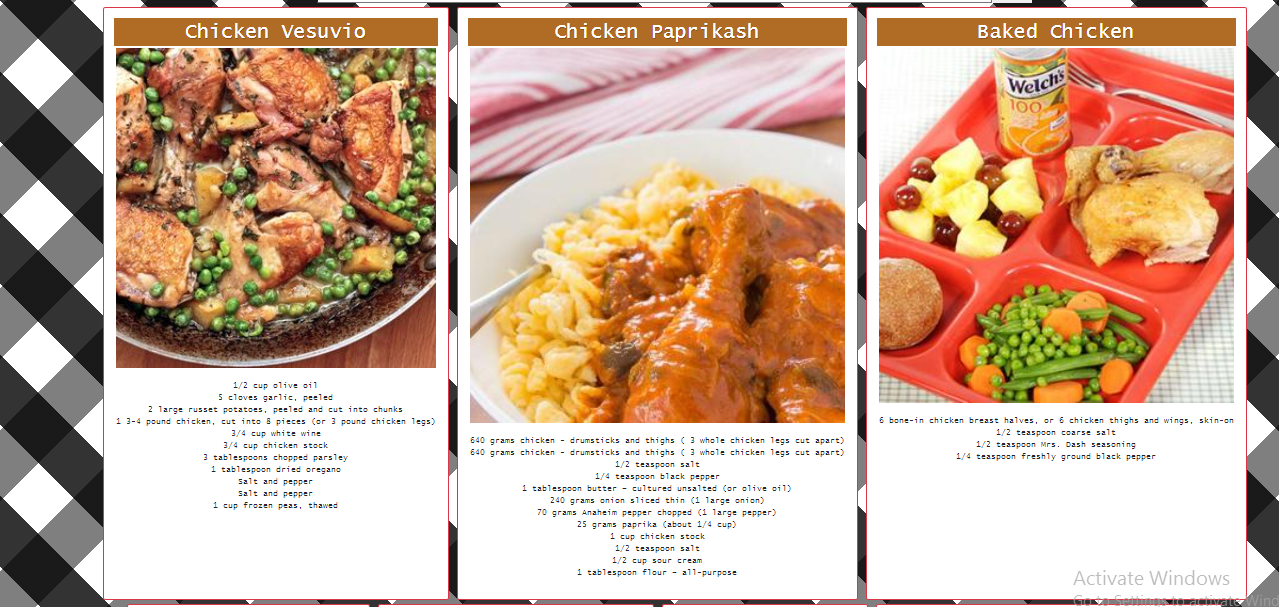 Chicken Vesuvio
1/2 cup olive oil
5 cloves garlic, peeled
2 large russet potatoes, peeled and cut into chunks
1 3-4 pound chicken, cut into 8 pieces (or 3 pound chicken legs)
3/4 cup white wine
3/4 cup chicken stock
3 tablespoons chopped parsley
1 tablespoon dried oregano
Salt and pepper
Salt and pepper
1 cup frozen peas, thawed
Chicken Paprikash
640 grams chicken - drumsticks and thighs ( 3 whole chicken legs cut apart)
640 grams chicken - drumsticks and thighs ( 3 whole chicken legs cut apart)
1/2 teaspoon salt
1/4 teaspoon black pepper
1 tablespoon butter – cultured unsalted (or olive oil)
240 grams onion sliced thin (1 large onion)
70 grams Anaheim pepper chopped (1 large pepper)
25 grams paprika (about 1/4 cup)
1 cup chicken stock
1/2 teaspoon salt
1/2 cup sour cream
1 tablespoon flour – all-purpose
Baked Chicken
Welch's
100
6 bone-in chicken breast halves, or 6 chicken thighs and wings, skin-on
1/2 teaspoon coarse salt
1/2 teaspoon Mrs. Dash seasoning
1/4 teaspoon freshly ground black pepper
Activate Windows
Go to Settings to activate Wind